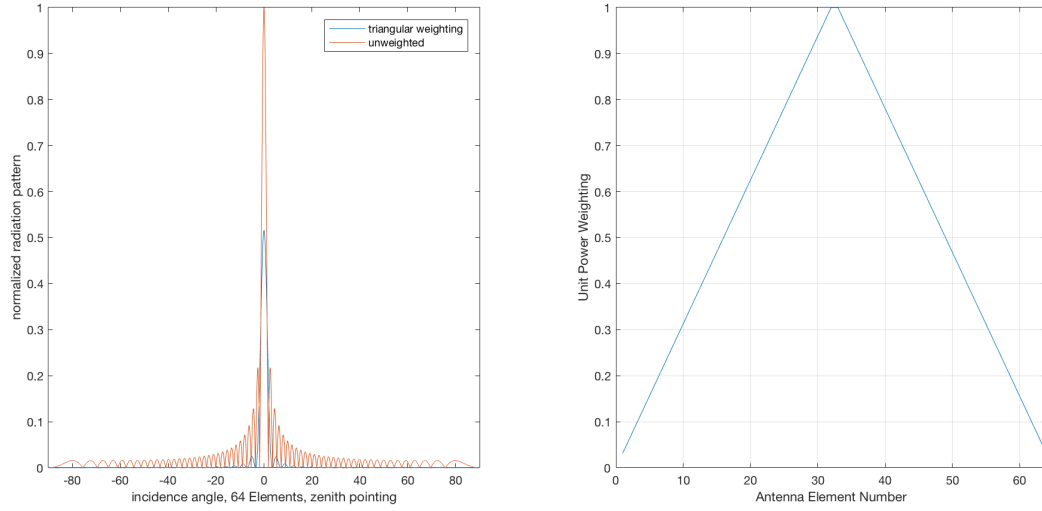 1
0.9
0.8
0.7
0.6
0.5
0.4
0.3
0.2
0.1
0
normalized radiation pattern
triangular weighting
unweighted
-80 -60 -40 -20 0 20 40 60 80
incidence angle, 64 Elements, zenith pointing
1
0.9
0.8
0.7
0.6
0.5
0.4
0.3
0.2
0.1
0
Unit Power Weighting
0 10 20 30 40 50 60
Antenna Element Number